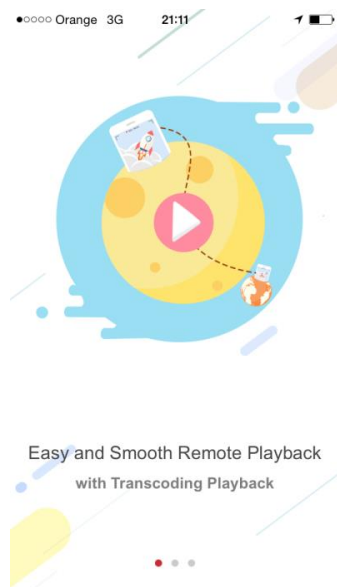 Orange 3G 21:11
Easy and Smooth Remote Playback
with Transcoding Playback